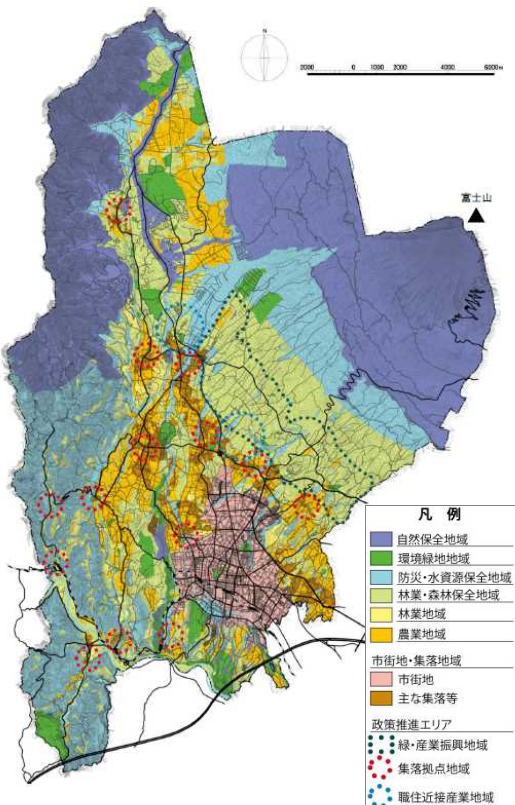 N
2000 0 1000 2000 4000 6000m
富士山
凡 例
自然保全地域
環境緑地地域
防災・水資源保全地域
林業・森林保全地域
林業地域
農業地域
市街地・集落地域
市街地
主な集落等
政策推進エリア
緑・産業振興地域
集落拠点地域
職住近接産業地域